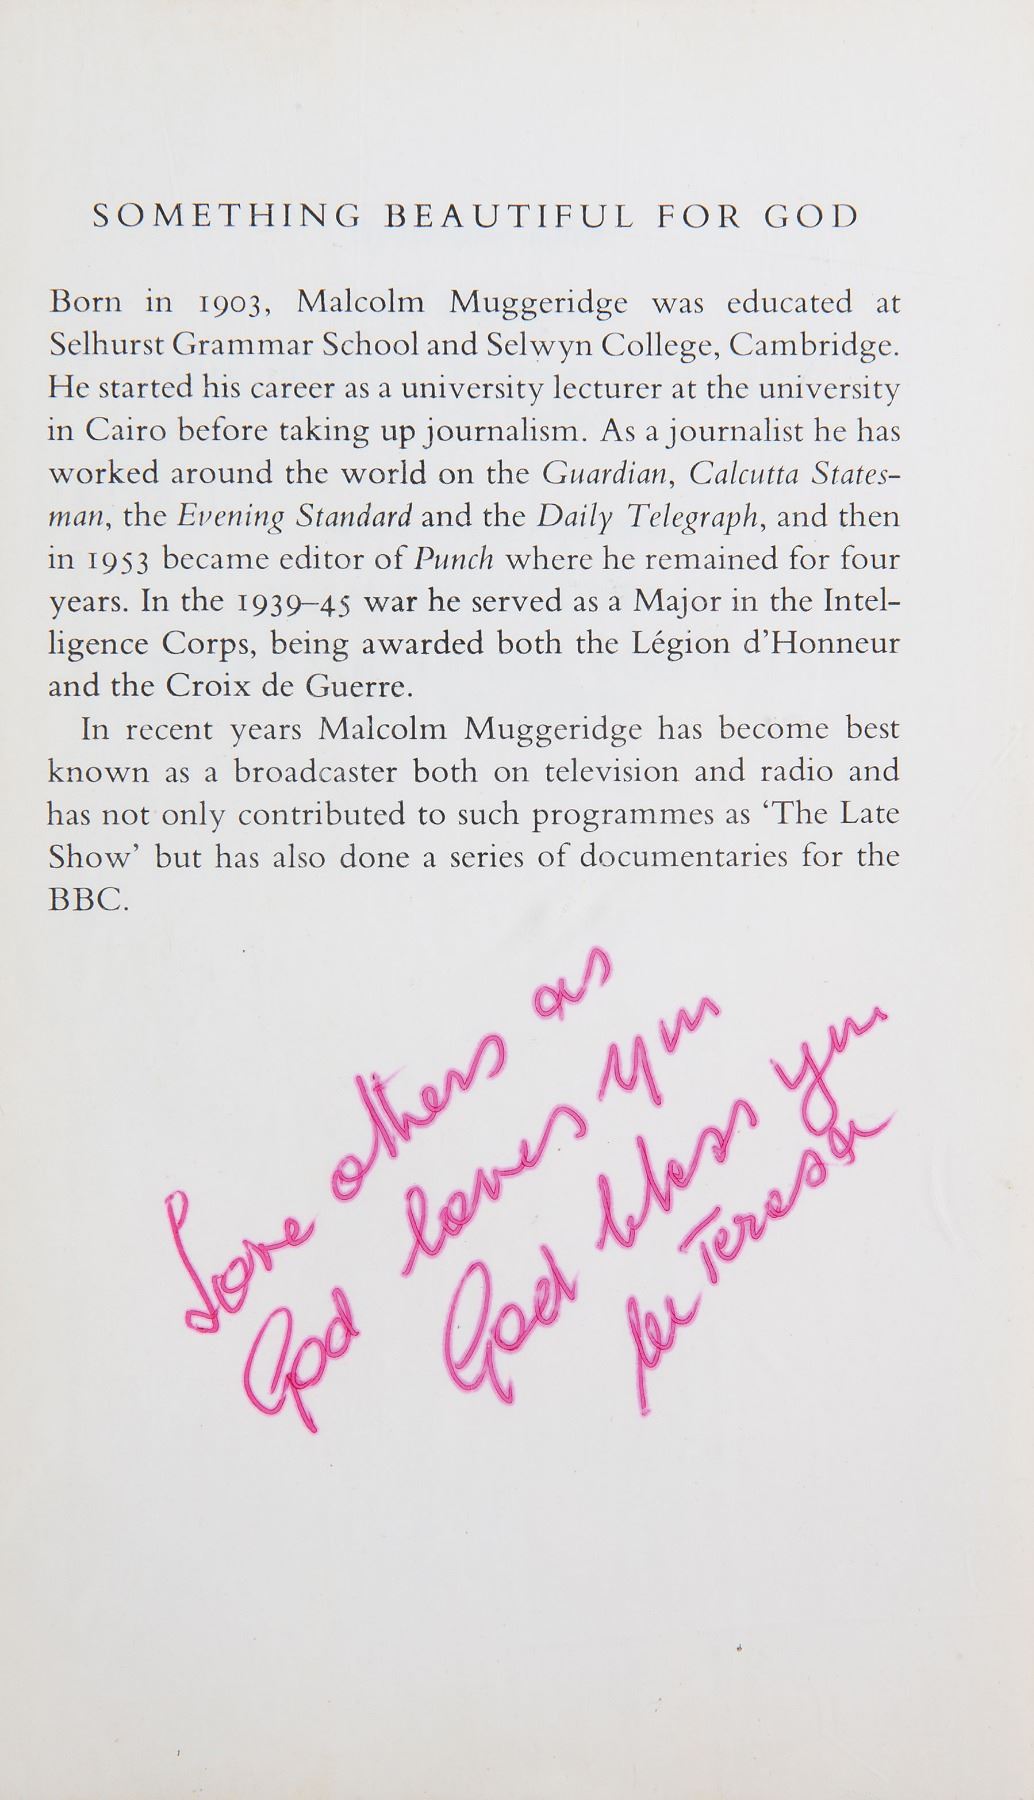 SOMETHING BEAUTIFUL FOR GOD
Born in 1903, Malcolm Muggeridge was educated at
Selhurst Grammar School and Selwyn College, Cambridge.
He started his career as a university lecturer at the university
in Cairo before taking up journalism. As a journalist he has
worked around the world on the Guardian, Calcutta States-
man, the Evening Standard and the Daily Telegraph, and then
in 1953 became editor of Punch where he remained for four
years. In the 1939–45 war he served as a Major in the Intel-
ligence Corps, being awarded both the Légion d’Honneur
and the Croix de Guerre.
In recent years Malcolm Muggeridge has become best
known as a broadcaster both on television and radio and
has not only contributed to such programmes as ‘The Late
Show’ but has also done a series of documentaries for the
BBC.
Love others as
God loves you
God bless you
M Teresa